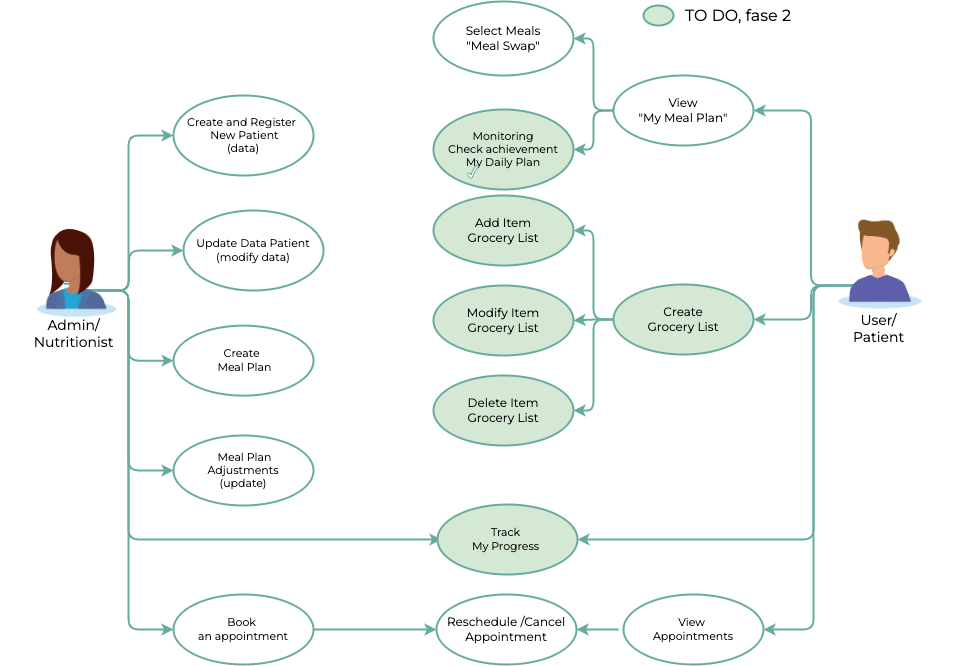 TO DO, fase 2
Select Meals
"Meal Swap"
View
"My Meal Plan"
Create and Register
New Patient
(data)
Monitoring
Check achievement
My Daily Plan
Add Item
Grocery List
Update Data Patient
(modify data)
Modify Item
Grocery List
Create
Grocery List
Admin/
Nutritionist
User/
Patient
Create
Meal Plan
Delete Item
Grocery List
Meal Plan
Adjustments
(update)
Track
My Progress
Book
an appointment
Reschedule /Cancel
Appointment
View
Appointments